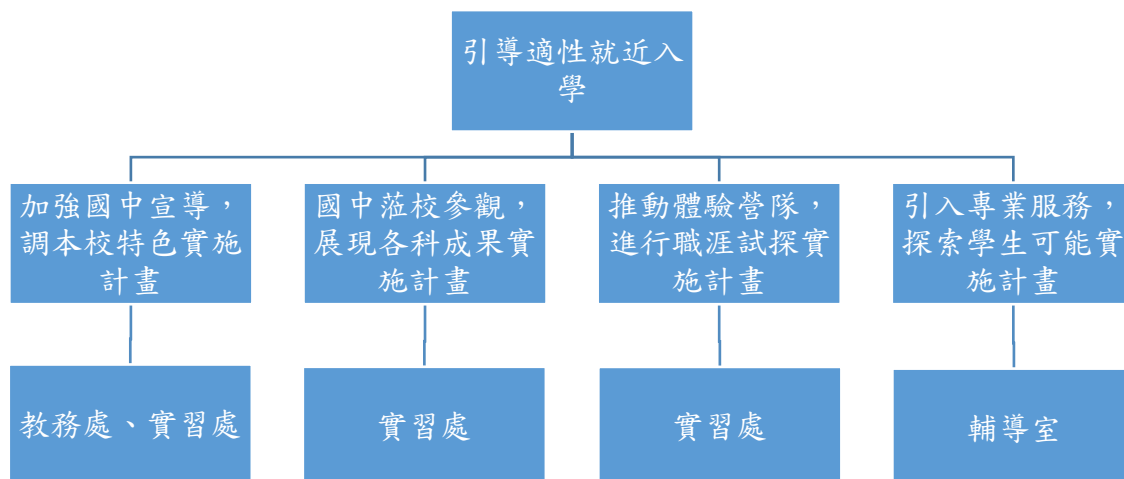 引導適性就近入
學
加強國中宣導，
調本校特色實施
計畫
國中蒞校參觀，
展現各科成果實
施計畫
推動體驗營隊，
進行職涯試探實
施計畫
引入專業服務，
探索學生可能實
施計畫
教務處、實習處
實習處
實習處
輔導室